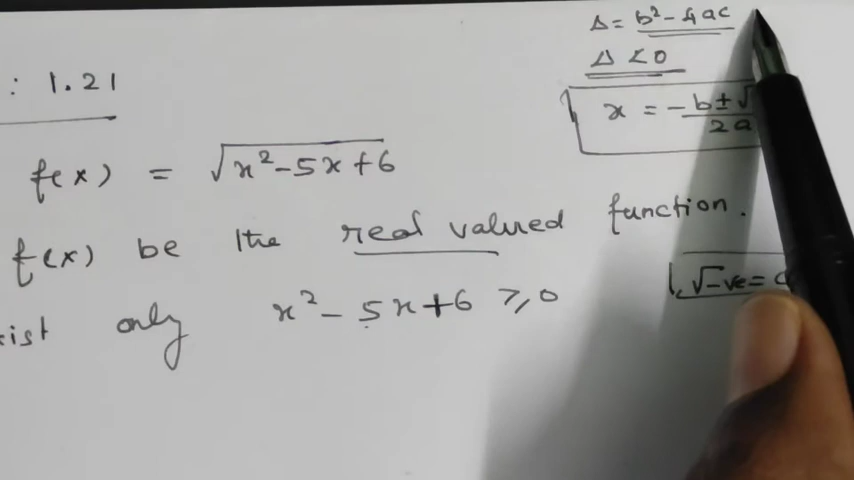 Δ = b² - 4ac
Δ < 0
: 1.21
x = -b ± √
2a
f(x) = √x² - 5x + 6
f(x) be the real valued function.
√-ve =
only x² - 5x + 6 ≥ 0